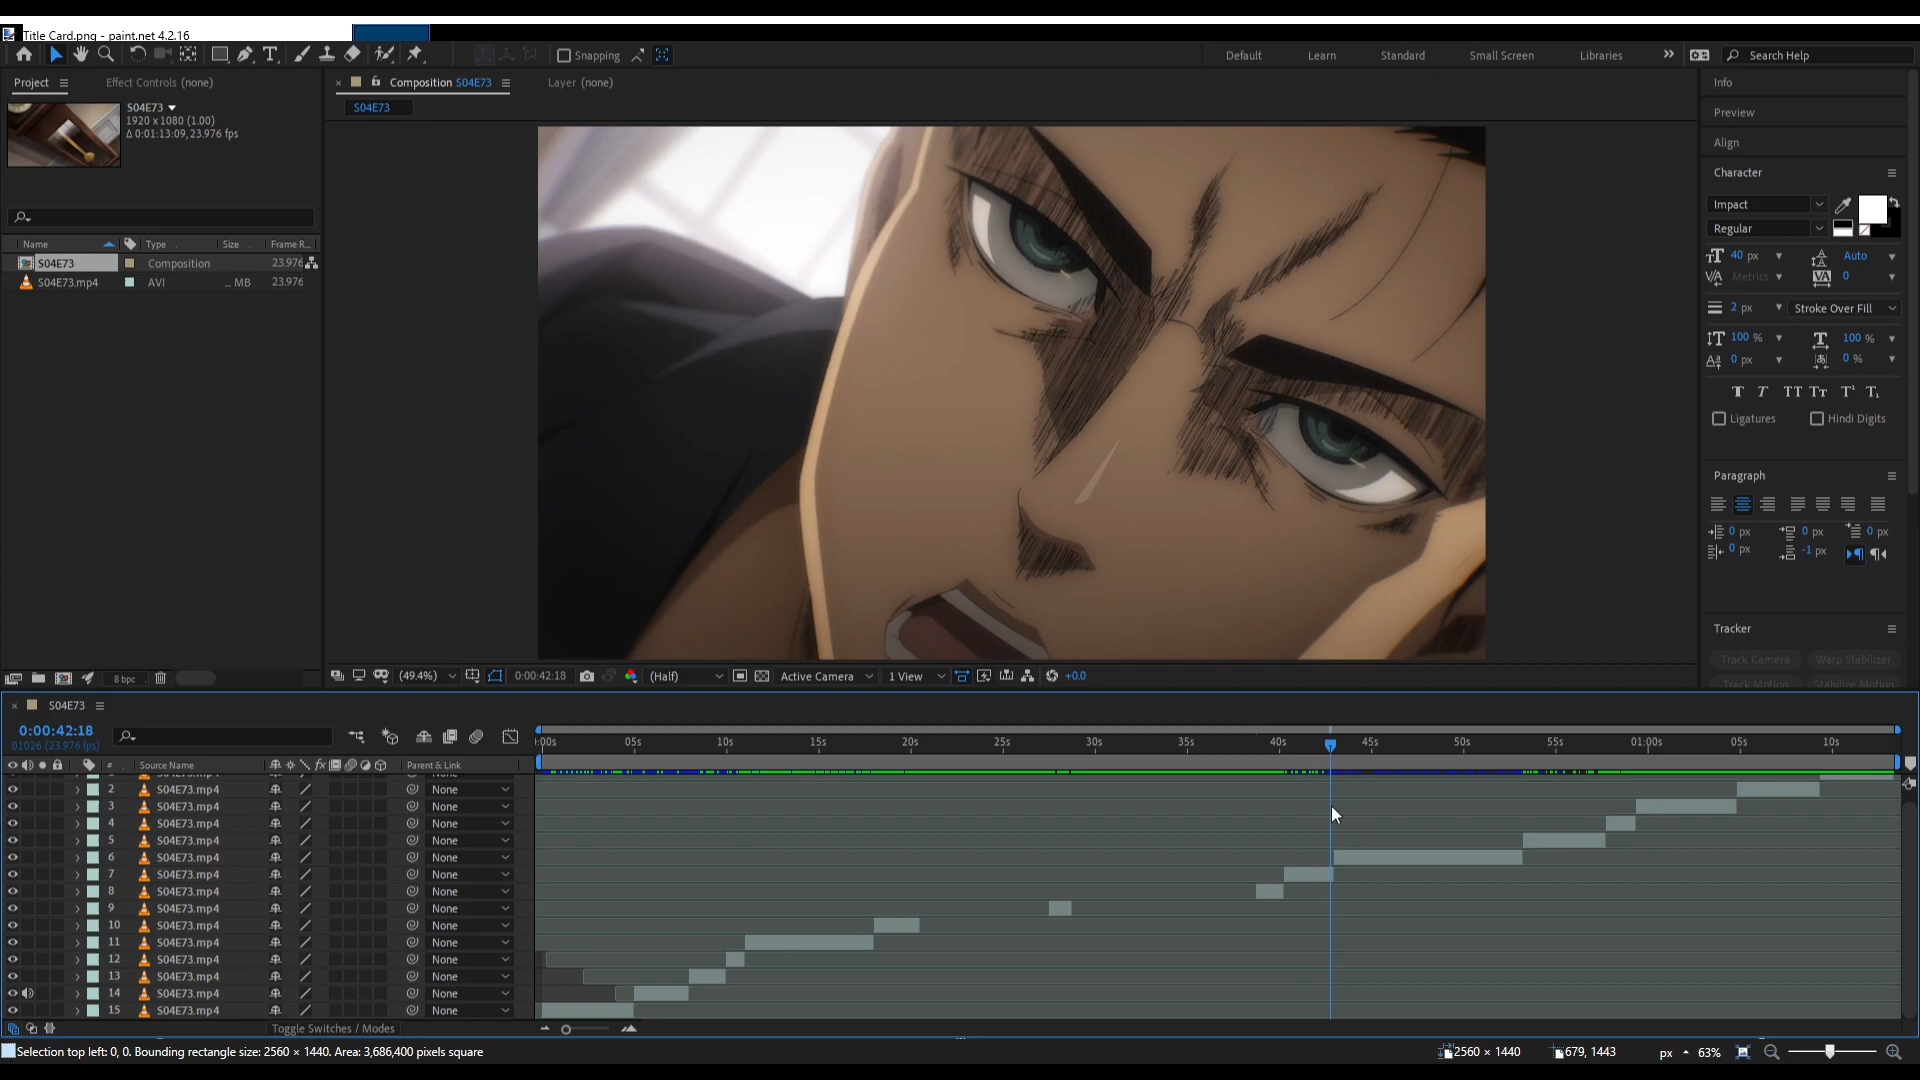 Title Card.png - paint.net 4.2.16
Snapping
Default
Learn
Standard
Small Screen
Libraries
Search Help
Project
Effect Controls (none)
Composition S04E73
Layer (none)
S04E73
S04E73
1920 x 1080 (1.00)
Δ 0:01:13:09, 23.976 fps
Name
Type
Size
Frame R...
S04E73
Composition
23.976
S04E73.mp4
AVI
... MB
23.976
8 bpc
(49.4%)
0:00:42:18
(Half)
Active Camera
1 View
+0.0
Info
Preview
Align
Character
Impact
Regular
40 px
Auto
Metrics
0
2 px
Stroke Over Fill
100 %
100 %
0 px
0 %
Ligatures
Hindi Digits
Paragraph
0 px
0 px
0 px
0 px
-1 px
Tracker
Track Camera
Warp Stabilizer
Track Motion
Stabilize Motion
S04E73
0:00:42:18
01026 (23.976 fps)
:00s
05s
10s
15s
20s
25s
30s
35s
40s
45s
50s
55s
01:00s
05s
10s
#
Source Name
Parent & Link
2 S04E73.mp4 None
3 S04E73.mp4 None
4 S04E73.mp4 None
5 S04E73.mp4 None
6 S04E73.mp4 None
7 S04E73.mp4 None
8 S04E73.mp4 None
9 S04E73.mp4 None
10 S04E73.mp4 None
11 S04E73.mp4 None
12 S04E73.mp4 None
13 S04E73.mp4 None
14 S04E73.mp4 None
15 S04E73.mp4 None
Toggle Switches / Modes
Selection top left: 0, 0. Bounding rectangle size: 2560 × 1440. Area: 3,686,400 pixels square
2560 × 1440
679, 1443
px
63%